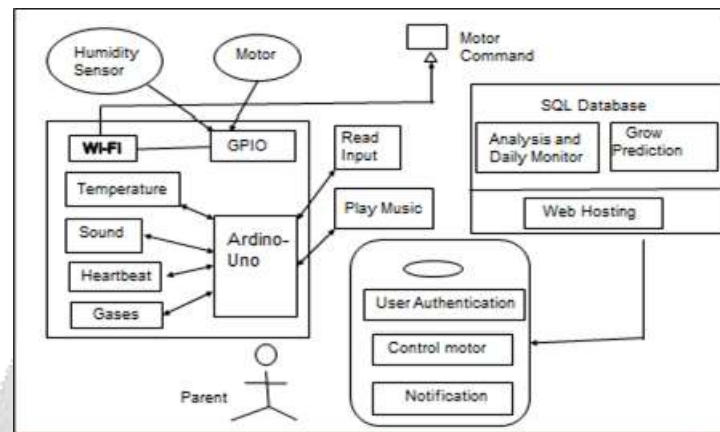 Humidity
Sensor
Motor
Motor
Command
SQL Database
Analysis and
Daily Monitor
Grow
Prediction
Web Hosting
WI-FI
GPIO
Read
Input
Temperature
Play Music
Sound
Ardino-
Uno
Heartbeat
Gases
User Authentication
Control motor
Notification
Parent